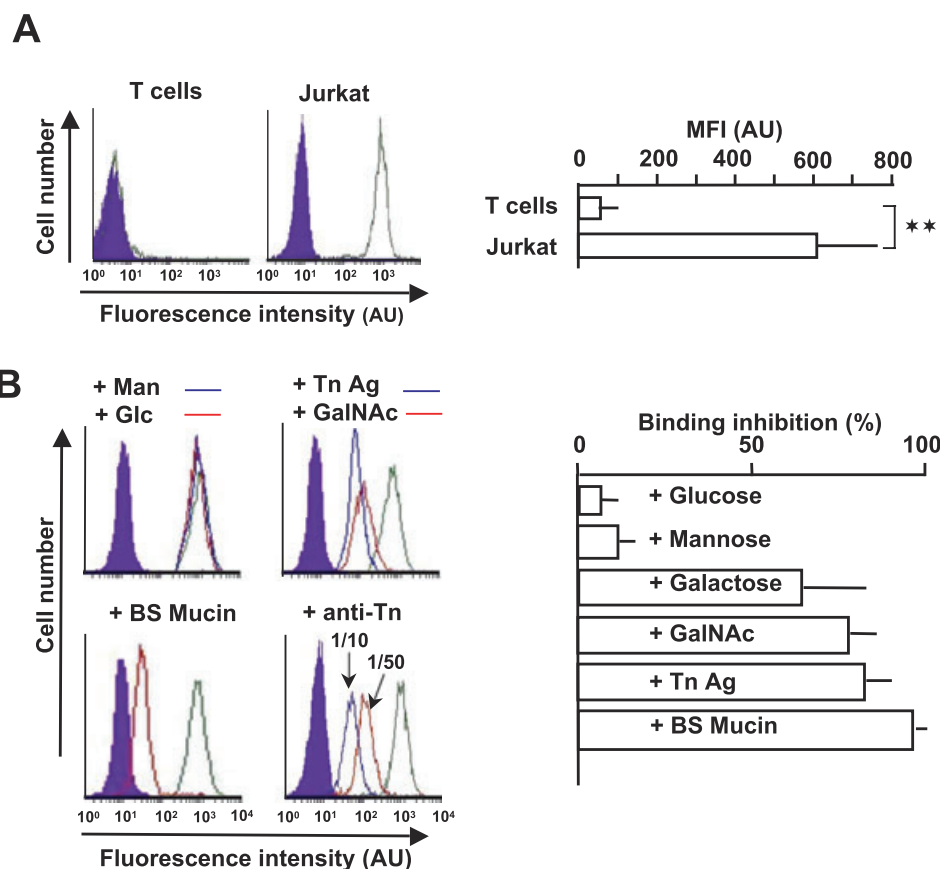 A
T cells
Jurkat
Cell number
10⁰ 10¹ 10² 10³
10⁰ 10¹ 10² 10³
Fluorescence intensity (AU)
MFI (AU)
0 200 400 600 800
T cells
Jurkat
★★
B
+ Man
+ Glc
+ Tn Ag
+ GalNAc
Cell number
+ BS Mucin
+ anti-Tn
1/10
1/50
10⁰ 10¹ 10² 10³ 10⁴
10⁰ 10¹ 10² 10³ 10⁴
Fluorescence intensity (AU)
Binding inhibition (%)
0 50 100
+ Glucose
+ Mannose
+ Galactose
+ GalNAc
+ Tn Ag
+ BS Mucin